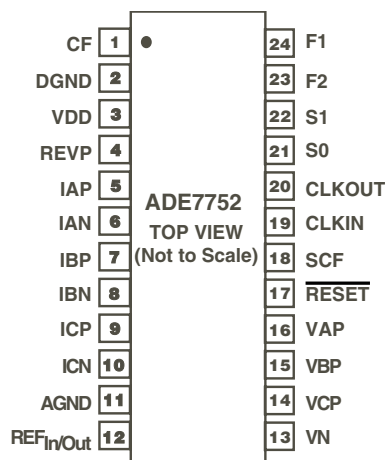 CF 1 24 F1
DGND 2 23 F2
VDD 3 22 S1
REVP 4 21 S0
IAP 5 20 CLKOUT
ADE7752
IAN 6 19 CLKIN
TOP VIEW
IBP 7 (Not to Scale) 18 SCF
IBN 8 17 RESET
ICP 9 16 VAP
ICN 10 15 VBP
AGND 11 14 VCP
REFIn/Out 12 13 VN